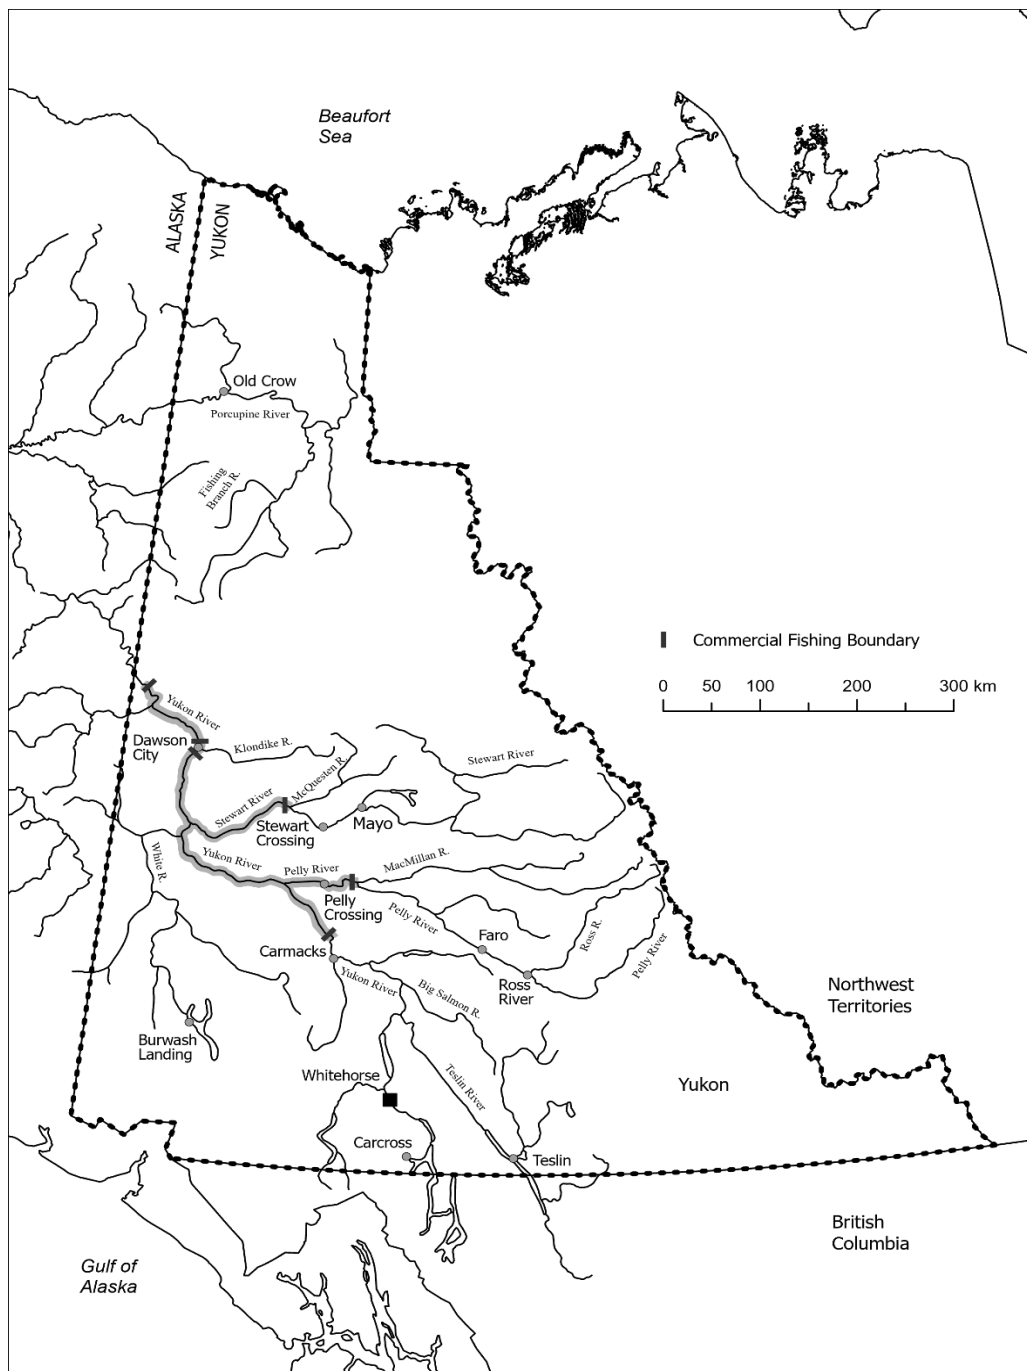 Beaufort
Sea
ALASKA
YUKON
Old Crow
Porcupine River
Fishing
Branch R.
Commercial Fishing Boundary
0 50 100 200 300 km
Yukon River
Dawson
City
Klondike R.
Stewart River
McQuesten R.
Stewart River
Stewart
Crossing
Mayo
White R.
Yukon River
Pelly River
MacMillan R.
Pelly
Crossing
Pelly River
Faro
Ross R.
Pelly River
Carmacks
Yukon River
Big Salmon R.
Ross
River
Northwest
Territories
Burwash
Landing
Whitehorse
Teslin River
Yukon
Carcross
Teslin
British
Columbia
Gulf of
Alaska